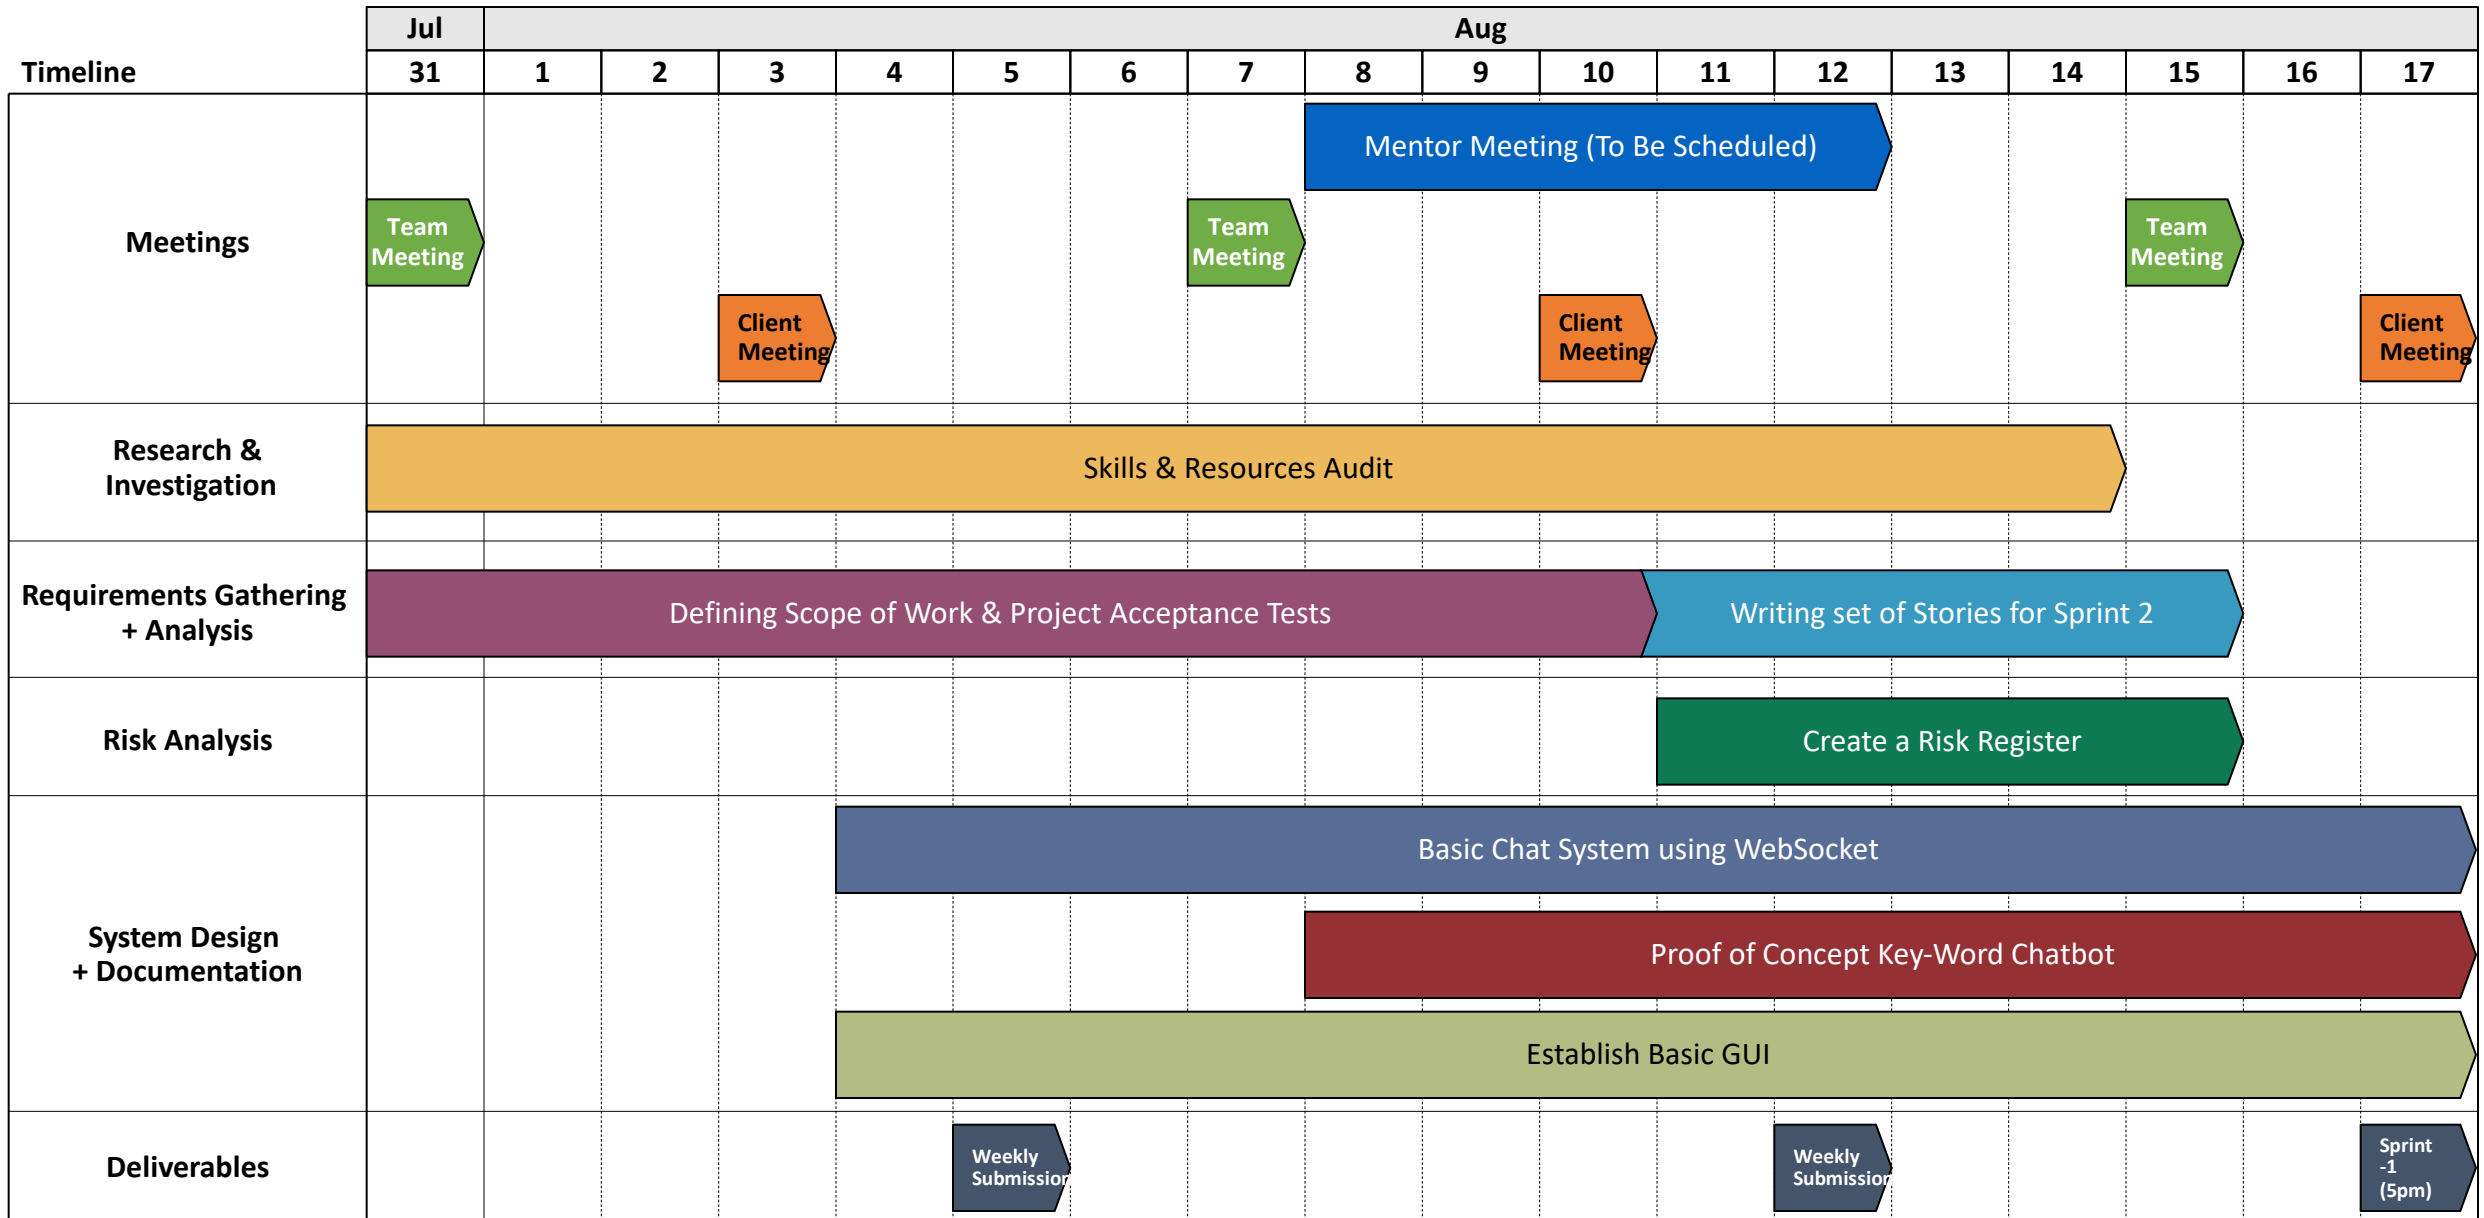 Jul
Aug
Timeline
31
1
2
3
4
5
6
7
8
9
10
11
12
13
14
15
16
17
Meetings
Mentor Meeting (To Be Scheduled)
Team
Meeting
Team
Meeting
Team
Meeting
Client
Meeting
Client
Meeting
Client
Meeting
Research &
Investigation
Skills & Resources Audit
Requirements Gathering
+ Analysis
Defining Scope of Work & Project Acceptance Tests
Writing set of Stories for Sprint 2
Risk Analysis
Create a Risk Register
System Design
+ Documentation
Basic Chat System using WebSocket
Proof of Concept Key-Word Chatbot
Establish Basic GUI
Deliverables
Weekly
Submission
Weekly
Submission
Sprint
-1
(5pm)